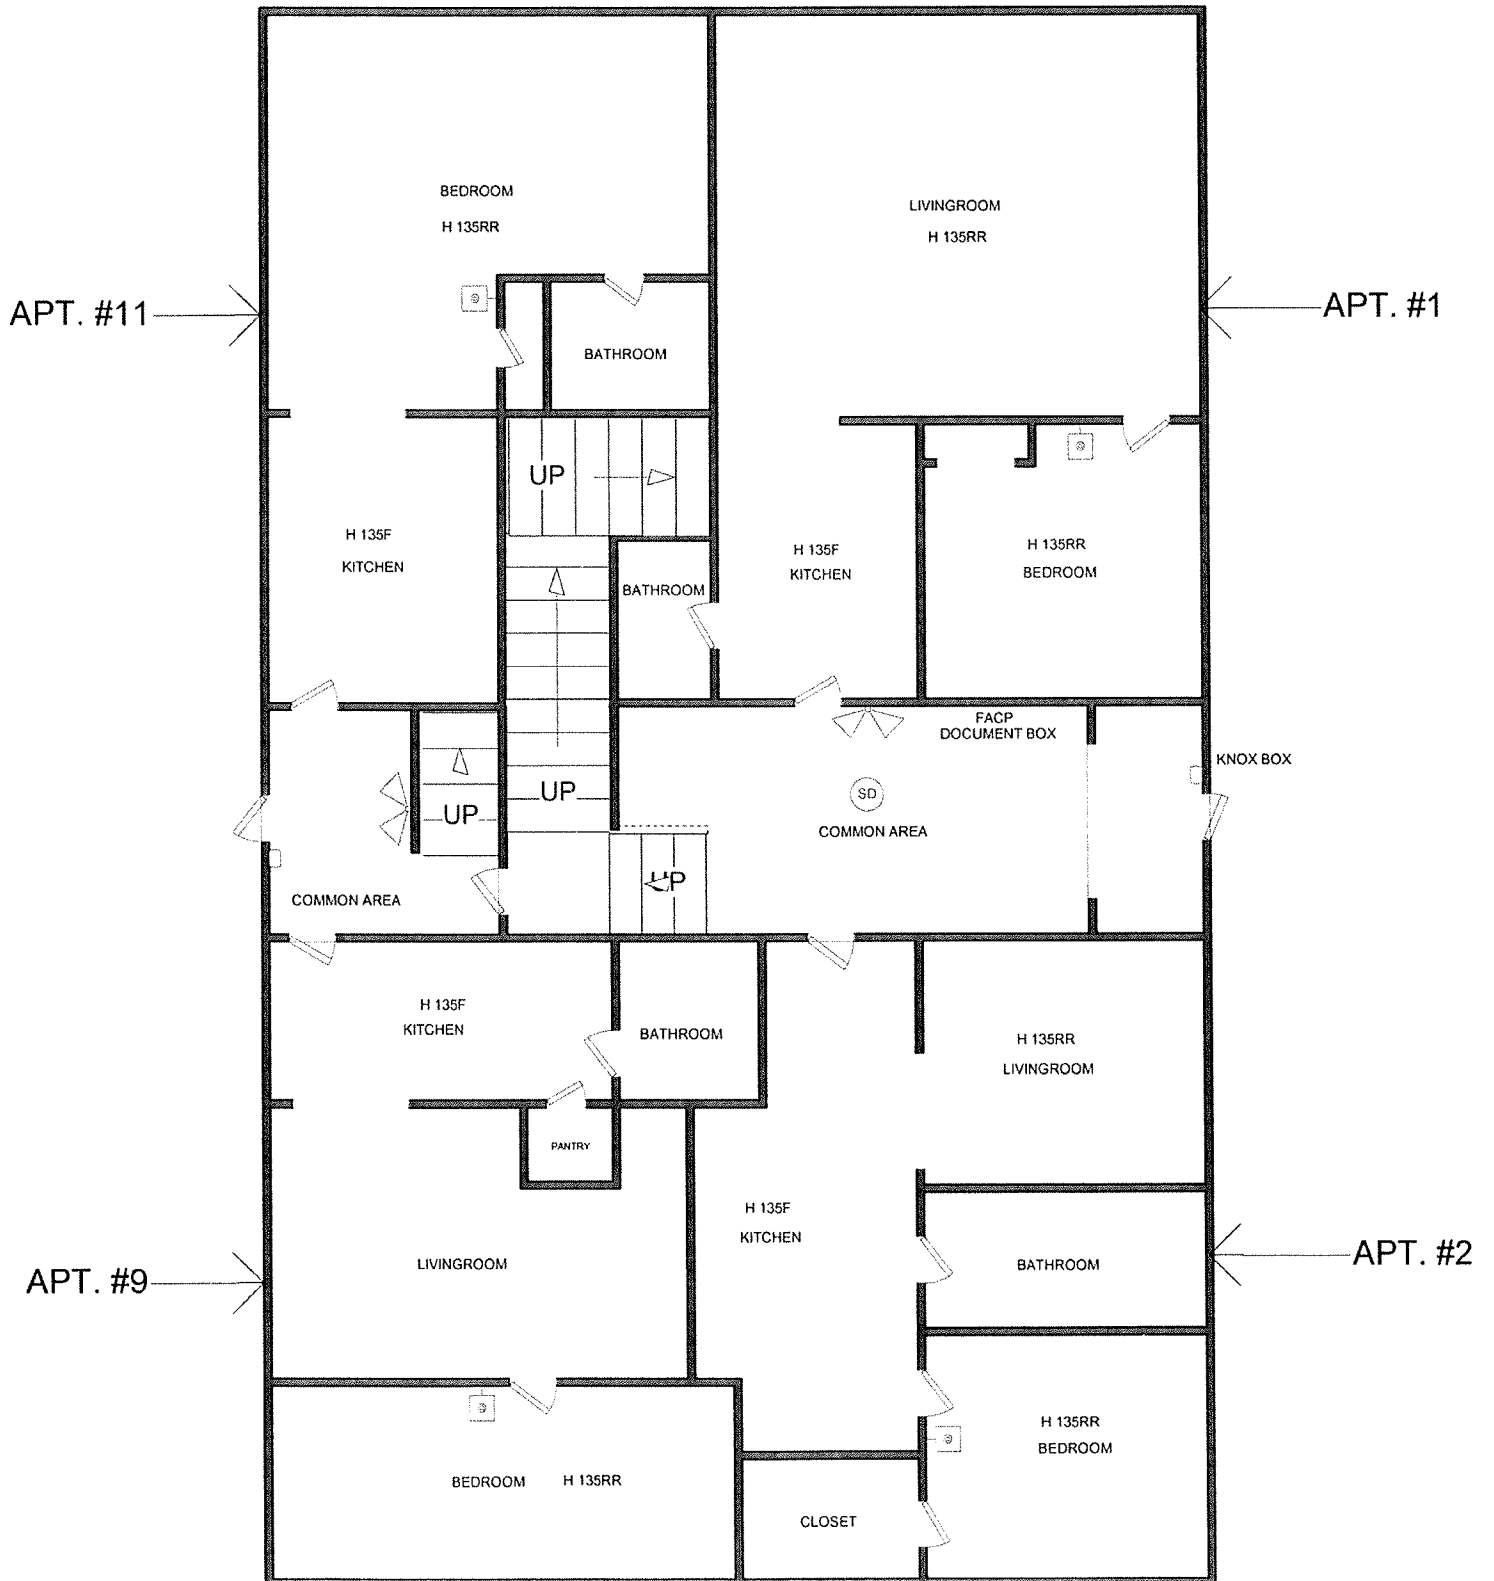 BEDROOM
H 135RR
LIVINGROOM
H 135RR
APT. #11
APT. #1
BATHROOM
UP
H 135F
KITCHEN
BATHROOM
H 135F
KITCHEN
H 135RR
BEDROOM
FACP
DOCUMENT BOX
KNOX BOX
UP
UP
SD
COMMON AREA
UP
COMMON AREA
H 135F
KITCHEN
BATHROOM
H 135RR
LIVINGROOM
PANTRY
H 135F
KITCHEN
LIVINGROOM
BATHROOM
APT. #9
APT. #2
H 135RR
BEDROOM
BEDROOM H 135RR
CLOSET